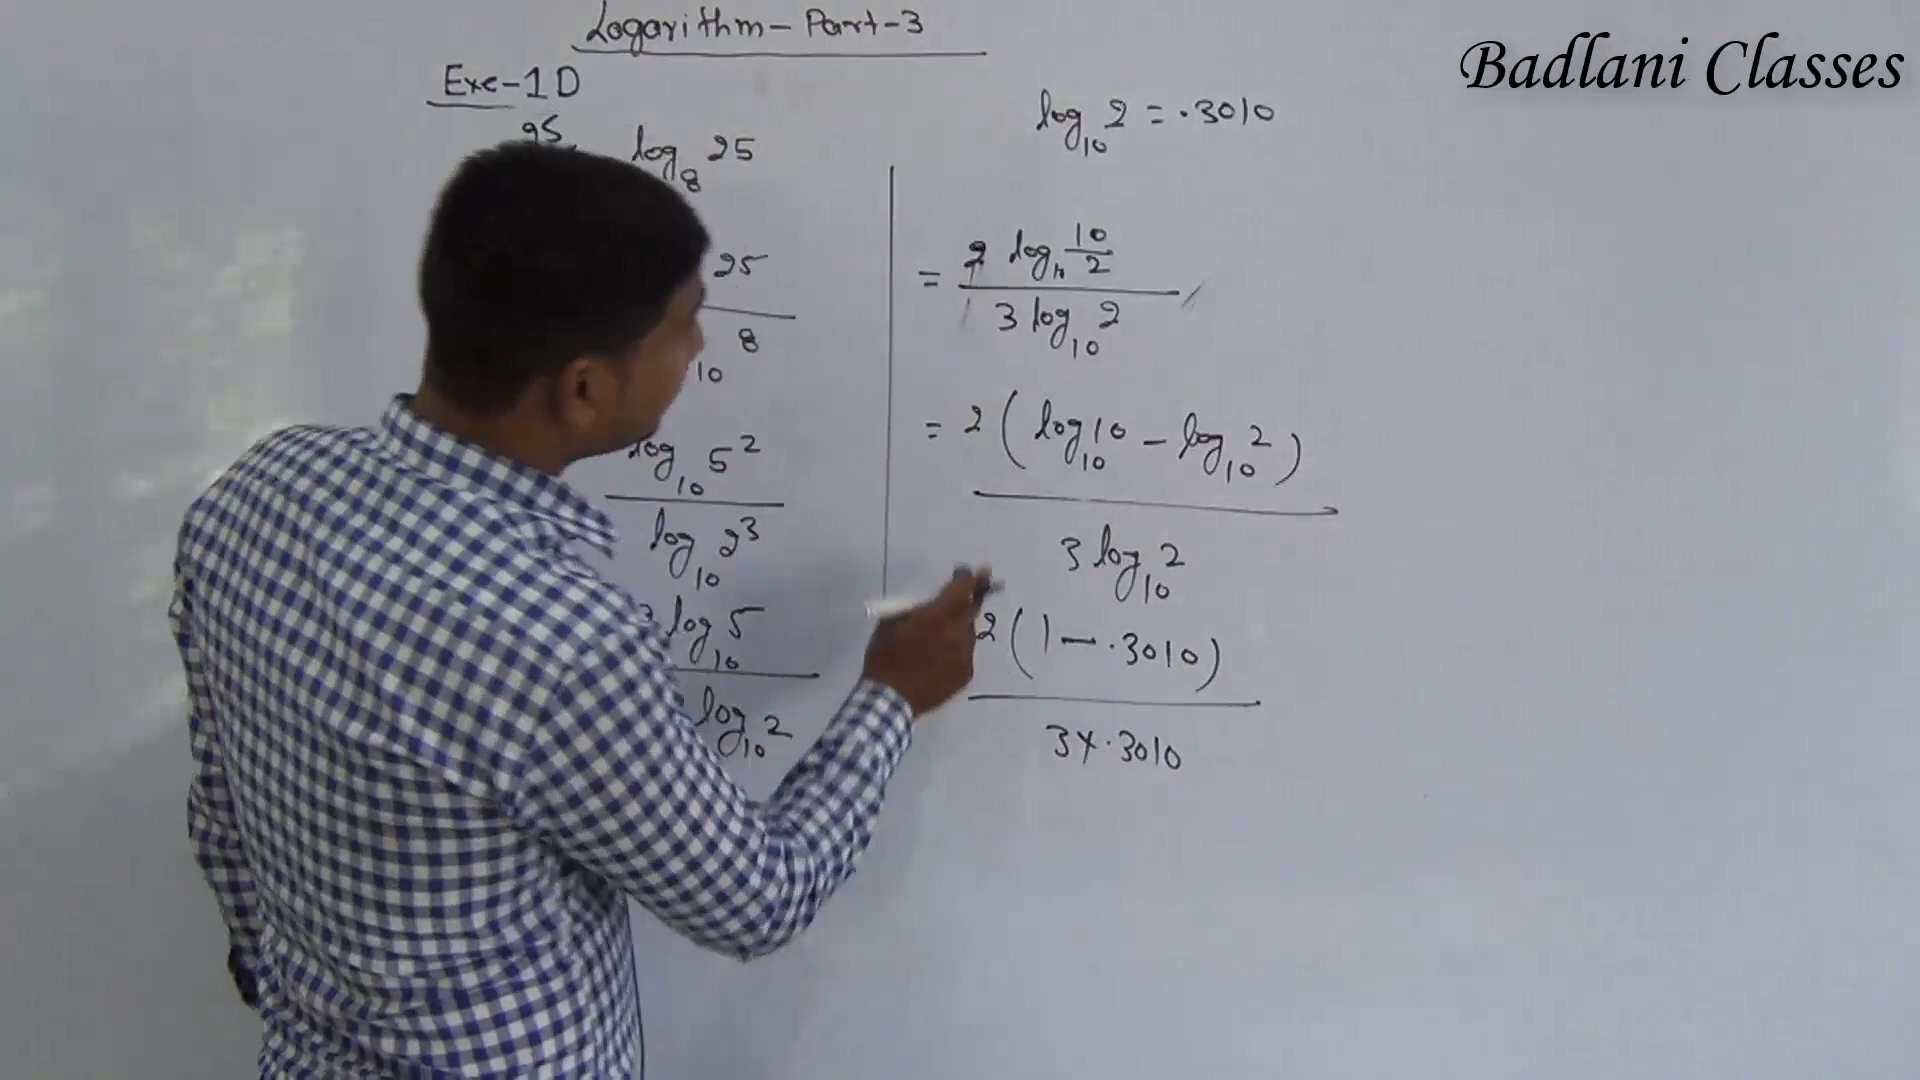 Logarithm - Part-3
Badlani Classes
Exe-1D
log₈ 25
25
8
10
log₁₀ 5²
log₁₀ 2³
log₁₀ 5
log₁₀ 2
log₁₀ 2 = .3010
= 2 log 10/2
3 log₁₀ 2
= 2 ( log₁₀ 10 - log₁₀ 2 )
3 log₁₀ 2
2 ( 1 - .3010 )
3 × .3010